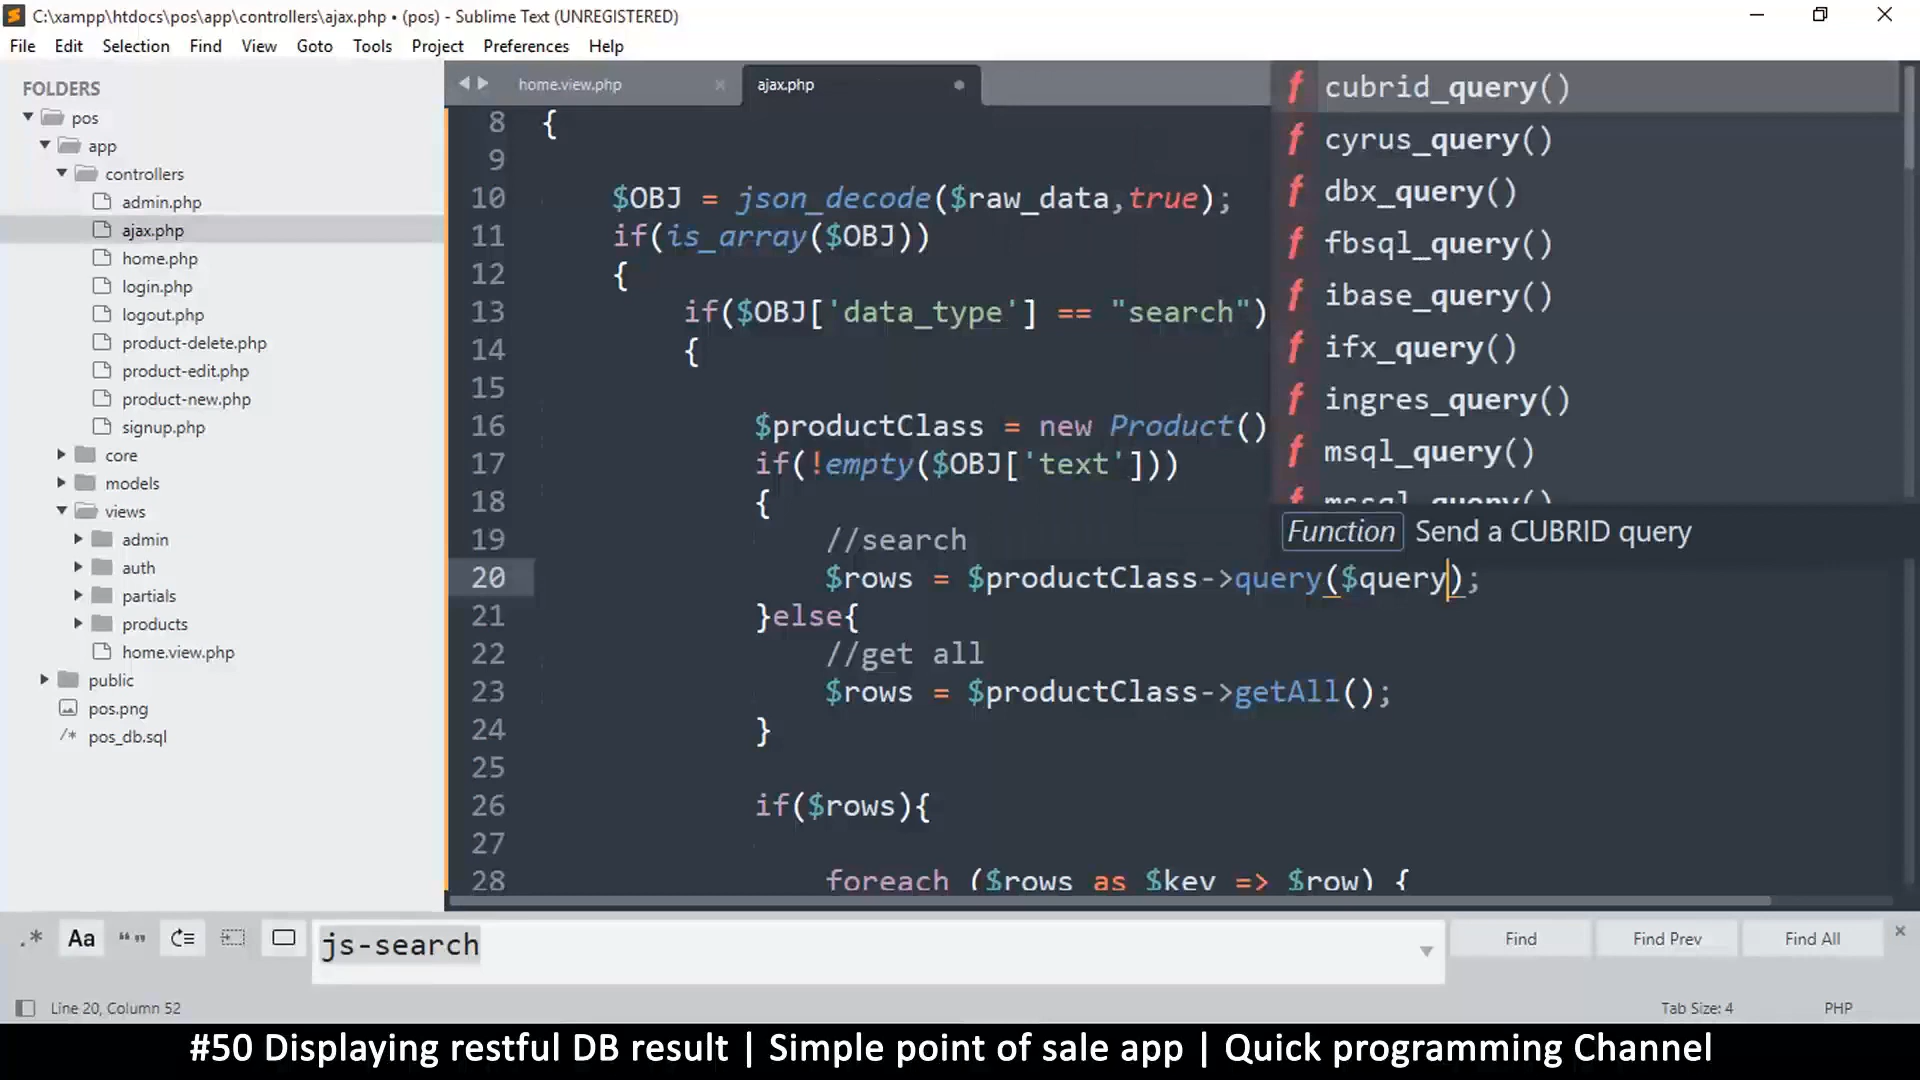 C:\xampp\htdocs\pos\app\controllers\ajax.php • (pos) - Sublime Text (UNREGISTERED)
File Edit Selection Find View Goto Tools Project Preferences Help
FOLDERS
pos
app
controllers
admin.php
ajax.php
home.php
login.php
logout.php
product-delete.php
product-edit.php
product-new.php
signup.php
core
models
views
admin
auth
partials
products
home.view.php
public
pos.png
/* pos_db.sql
home.view.php ajax.php
8 {
9
10 $OBJ = json_decode($raw_data,true);
11 if(is_array($OBJ))
12 {
13 if($OBJ['data_type'] == "search")
14 {
15
16 $productClass = new Product()
17 if(!empty($OBJ['text']))
18 {
19 //search
20 $rows = $productClass->query($query);
21 }else{
22 //get all
23 $rows = $productClass->getAll();
24 }
25
26 if($rows){
27
28 foreach ($rows as $key => $row) {
f cubrid_query()
f cyrus_query()
f dbx_query()
f fbsql_query()
f ibase_query()
f ifx_query()
f ingres_query()
f msql_query()
f mssql_query()
Function Send a CUBRID query
.* Aa “” js-search Find Find Prev Find All
Line 20, Column 52 Tab Size: 4 PHP
#50 Displaying restful DB result | Simple point of sale app | Quick programming Channel